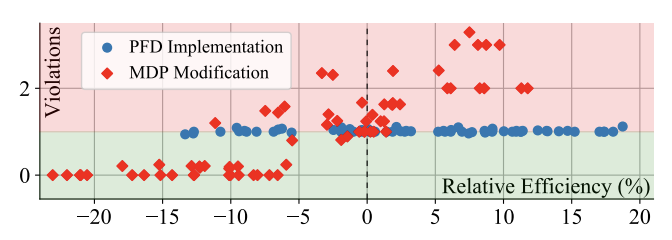 Violations
PFD Implementation
MDP Modification
2
0
Relative Efficiency (%)
−20 −15 −10 −5 0 5 10 15 20